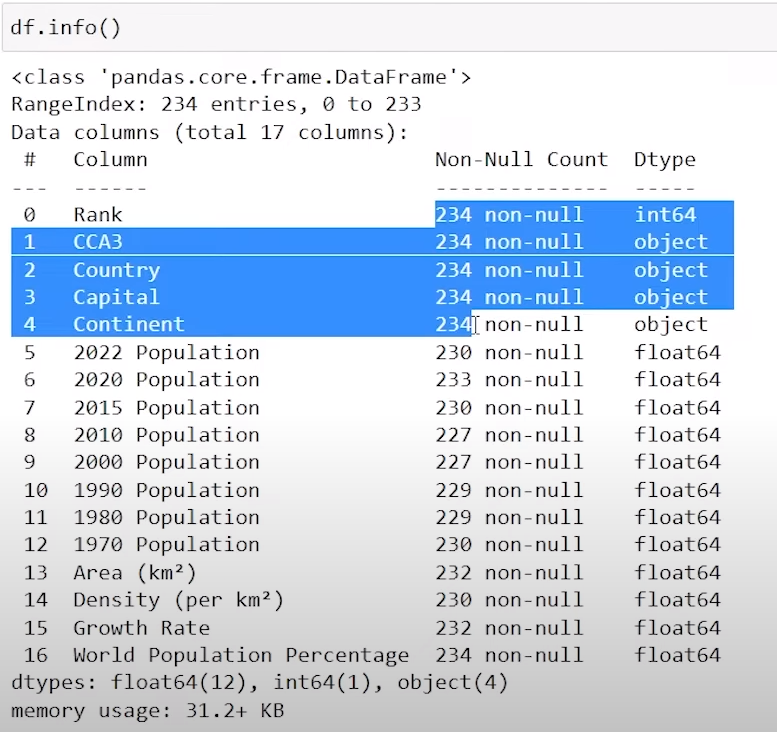 df.info()
<class 'pandas.core.frame.DataFrame'>
RangeIndex: 234 entries, 0 to 233
Data columns (total 17 columns):
 #   Column                       Non-Null Count  Dtype
---  ------                       --------------  -----
 0   Rank                         234 non-null    int64
 1   CCA3                         234 non-null    object
 2   Country                      234 non-null    object
 3   Capital                      234 non-null    object
 4   Continent                    234 non-null    object
 5   2022 Population              230 non-null    float64
 6   2020 Population              233 non-null    float64
 7   2015 Population              230 non-null    float64
 8   2010 Population              227 non-null    float64
 9   2000 Population              227 non-null    float64
 10  1990 Population              229 non-null    float64
 11  1980 Population              229 non-null    float64
 12  1970 Population              230 non-null    float64
 13  Area (km²)                   232 non-null    float64
 14  Density (per km²)            230 non-null    float64
 15  Growth Rate                  232 non-null    float64
 16  World Population Percentage  234 non-null    float64
dtypes: float64(12), int64(1), object(4)
memory usage: 31.2+ KB